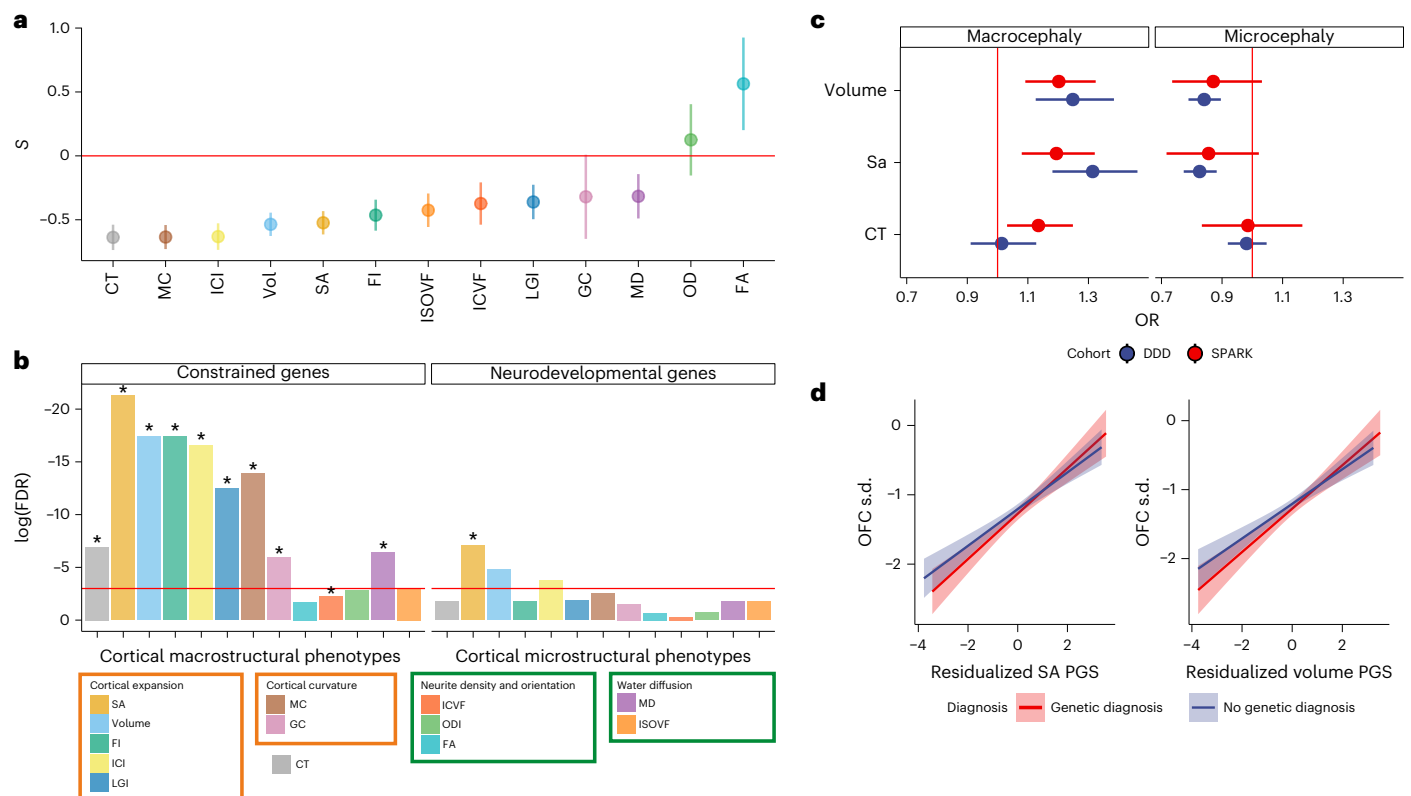 a
1.0
0.5
0
−0.5
S
CT MC ICI Vol SA FI ISOVF ICVF LGI GC MD OD FA
b
Constrained genes
Neurodevelopmental genes
−20
−15
−10
−5
0
log(FDR)
* * * * * * * * * *
*
Cortical macrostructural phenotypes
Cortical microstructural phenotypes
Cortical expansion
SA
Volume
FI
ICI
LGI
Cortical curvature
MC
GC
CT
Neurite density and orientation
ICVF
ODI
FA
Water diffusion
MD
ISOVF
c
Macrocephaly
Microcephaly
Volume
Sa
CT
0.7 0.9 1.1 1.3 0.7 0.9 1.1 1.3
OR
Cohort DDD SPARK
d
0
−1
−2
OFC s.d.
−4 −2 0 2
Residualized SA PGS
0
−1
−2
OFC s.d.
−4 −2 0 2
Residualized volume PGS
Diagnosis Genetic diagnosis No genetic diagnosis